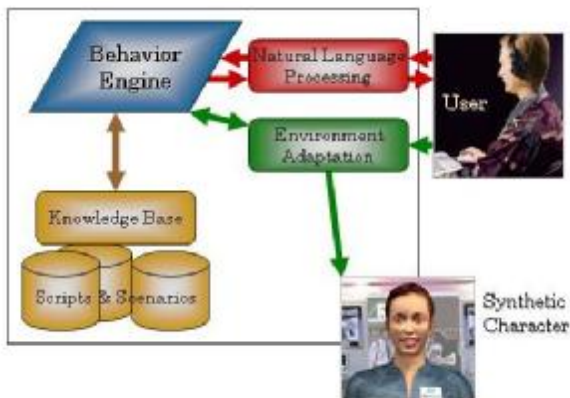 Behavior
Engine
Natural Language
Processing
User
Environment
Adaptation
Knowledge Base
Scripts & Scenarios
Synthetic
Character